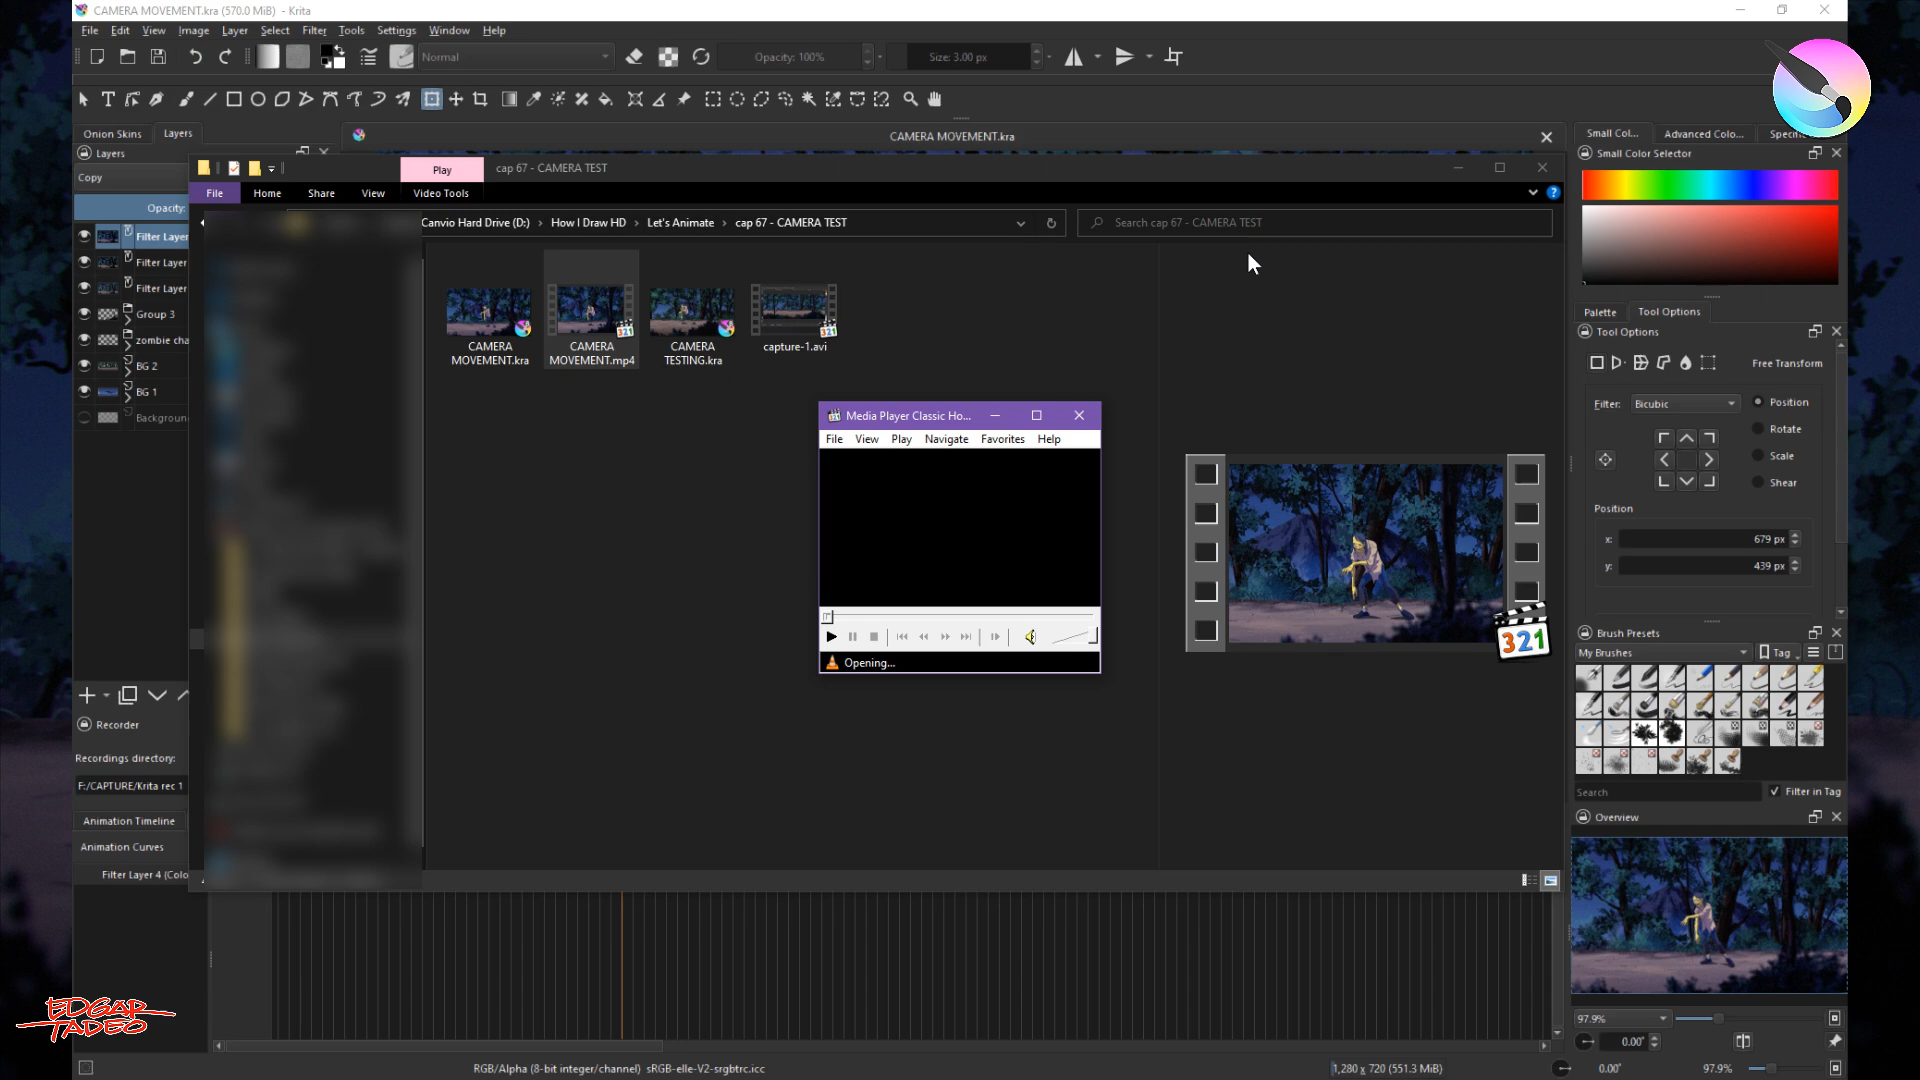 CAMERA MOVEMENT.kra (570.0 MiB) - Krita
File Edit View Image Layer Select Filter Tools Settings Window Help
Normal Opacity: 100% Size: 3.00 px
Onion Skins Layers
CAMERA MOVEMENT.kra
Small Col... Advanced Colo...
Layers
Small Color Selector
Play cap 67 - CAMERA TEST
Copy
File Home Share View Video Tools
Opacity:
Canvio Hard Drive (D:) How I Draw HD Let's Animate cap 67 - CAMERA TEST
Search cap 67 - CAMERA TEST
Filter Layer
Filter Layer
Filter Layer
Group 3
zombie cha
BG 2
BG 1
Backgroun
CAMERA MOVEMENT.kra
CAMERA MOVEMENT.mp4
CAMERA TESTING.kra
capture-1.avi
Media Player Classic Ho...
File View Play Navigate Favorites Help
Opening...
321
Palette Tool Options
Tool Options
Free Transform
Filter: Bicubic
Position
Rotate
Scale
Shear
Position
x: 679 px
y: 439 px
Brush Presets
My Brushes Tag
Search Filter in Tag
Overview
Recorder
Recordings directory:
F:/CAPTURE/Krita rec 1
Animation Timeline
Animation Curves
Filter Layer 4 (Colo
97.9%
0.00°
EDGAR
TADEO
RGB/Alpha (8-bit integer/channel) sRGB-elle-V2-srgbtrc.icc
1,280 x 720 (551.3 MiB)
0.00°
97.9%